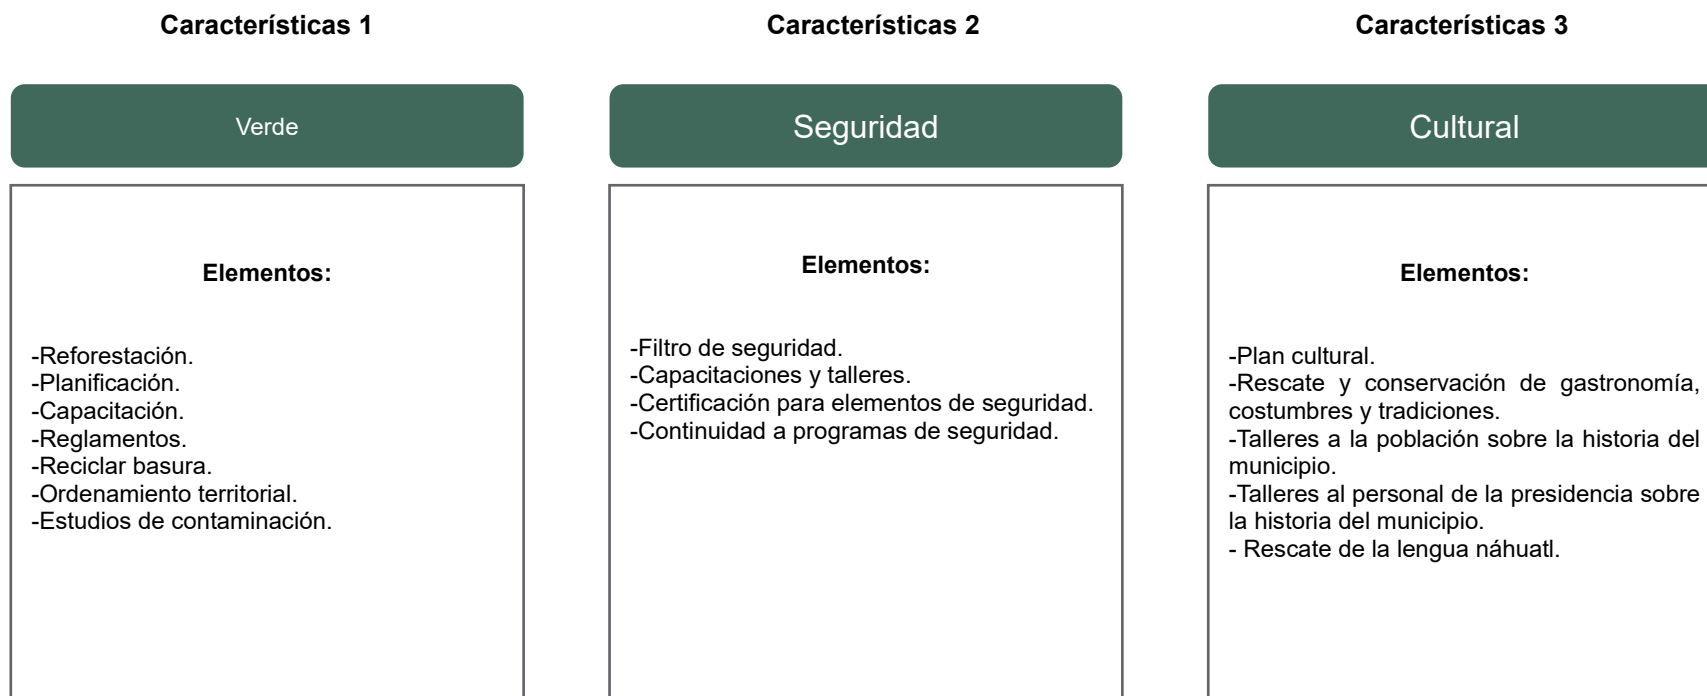 Características 1
Verde
Elementos:
-Reforestación.
-Planificación.
-Capacitación.
-Reglamentos.
-Reciclar basura.
-Ordenamiento territorial.
-Estudios de contaminación.
Características 2
Seguridad
Elementos:
-Filtro de seguridad.
-Capacitaciones y talleres.
-Certificación para elementos de seguridad.
-Continuidad a programas de seguridad.
Características 3
Cultural
Elementos:
-Plan cultural.
-Rescate y conservación de gastronomía,
costumbres y tradiciones.
-Talleres a la población sobre la historia del
municipio.
-Talleres al personal de la presidencia sobre
la historia del municipio.
- Rescate de la lengua náhuatl.